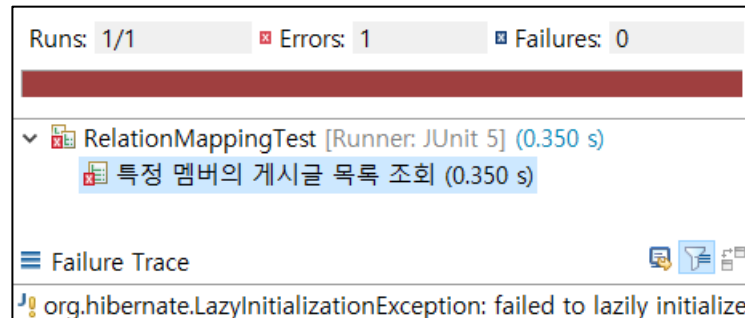 Runs: 1/1 Errors: 1 Failures: 0
RelationMappingTest [Runner: JUnit 5] (0.350 s)
특정 멤버의 게시글 목록 조회 (0.350 s)
Failure Trace
org.hibernate.LazyInitializationException: failed to lazily initialize